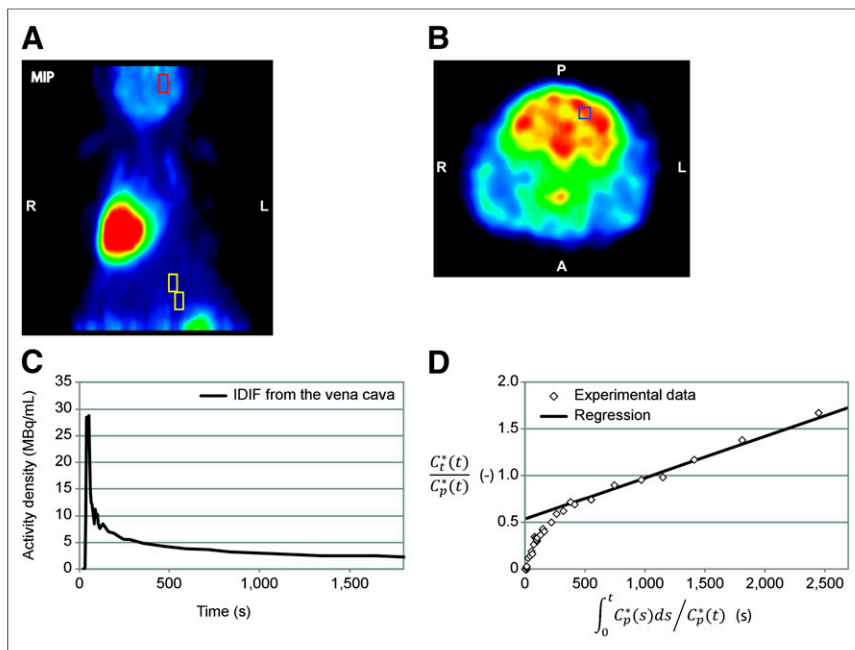 A
MIP
R
L
B
P
R
L
A
C
35
30
25
20
15
10
5
0
Activity density (MBq/mL)
IDIF from the vena cava
0
500
1,000
1,500
Time (s)
D
2.0
1.5
1.0
0.5
0
C*t(t)/C*p(t) (-)
Experimental data
Regression
0
500
1,000
1,500
2,000
2,500
∫₀ᵗ C*p(s)ds/C*p(t) (s)